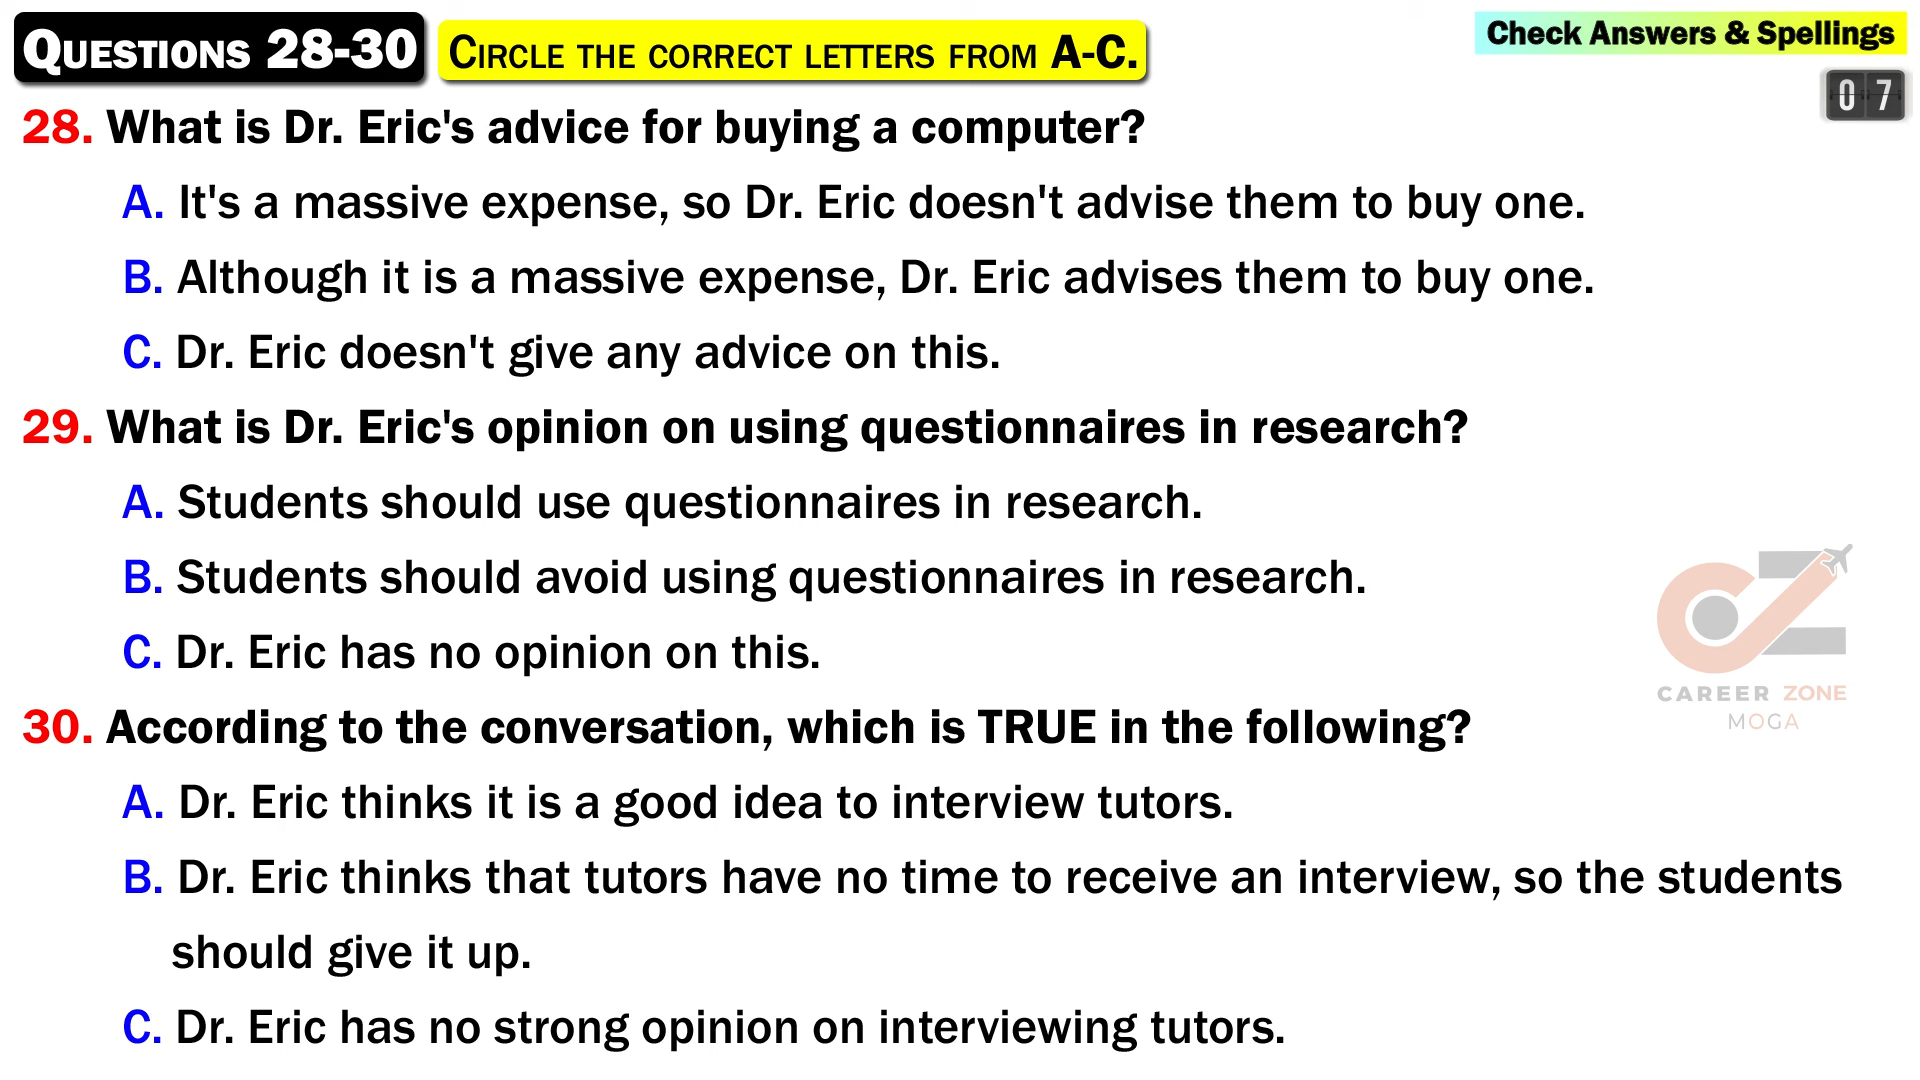 QUESTIONS 28-30 CIRCLE THE CORRECT LETTERS FROM A-C.
Check Answers & Spellings
07
28. What is Dr. Eric's advice for buying a computer?
A. It's a massive expense, so Dr. Eric doesn't advise them to buy one.
B. Although it is a massive expense, Dr. Eric advises them to buy one.
C. Dr. Eric doesn't give any advice on this.
29. What is Dr. Eric's opinion on using questionnaires in research?
A. Students should use questionnaires in research.
B. Students should avoid using questionnaires in research.
C. Dr. Eric has no opinion on this.
CAREER ZONE
MOGA
30. According to the conversation, which is TRUE in the following?
A. Dr. Eric thinks it is a good idea to interview tutors.
B. Dr. Eric thinks that tutors have no time to receive an interview, so the students
should give it up.
C. Dr. Eric has no strong opinion on interviewing tutors.